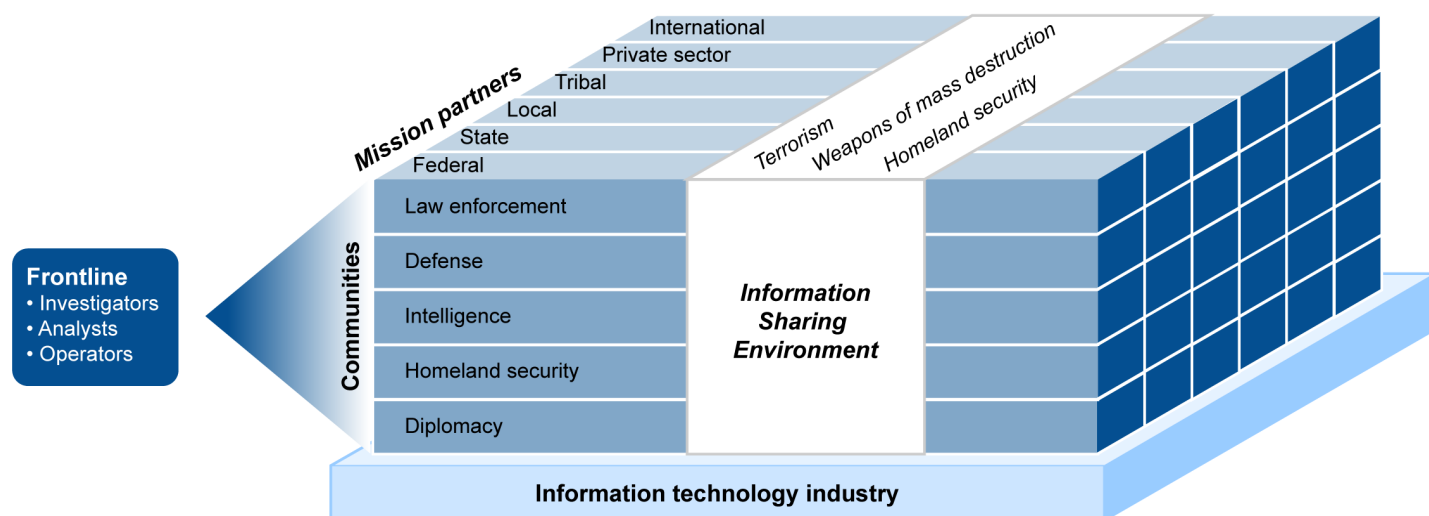 Frontline
• Investigators
• Analysts
• Operators
Mission partners
International
Private sector
Tribal
Local
State
Federal
Terrorism
Weapons of mass destruction
Homeland security
Communities
Law enforcement
Defense
Intelligence
Homeland security
Diplomacy
Information
Sharing
Environment
Information technology industry